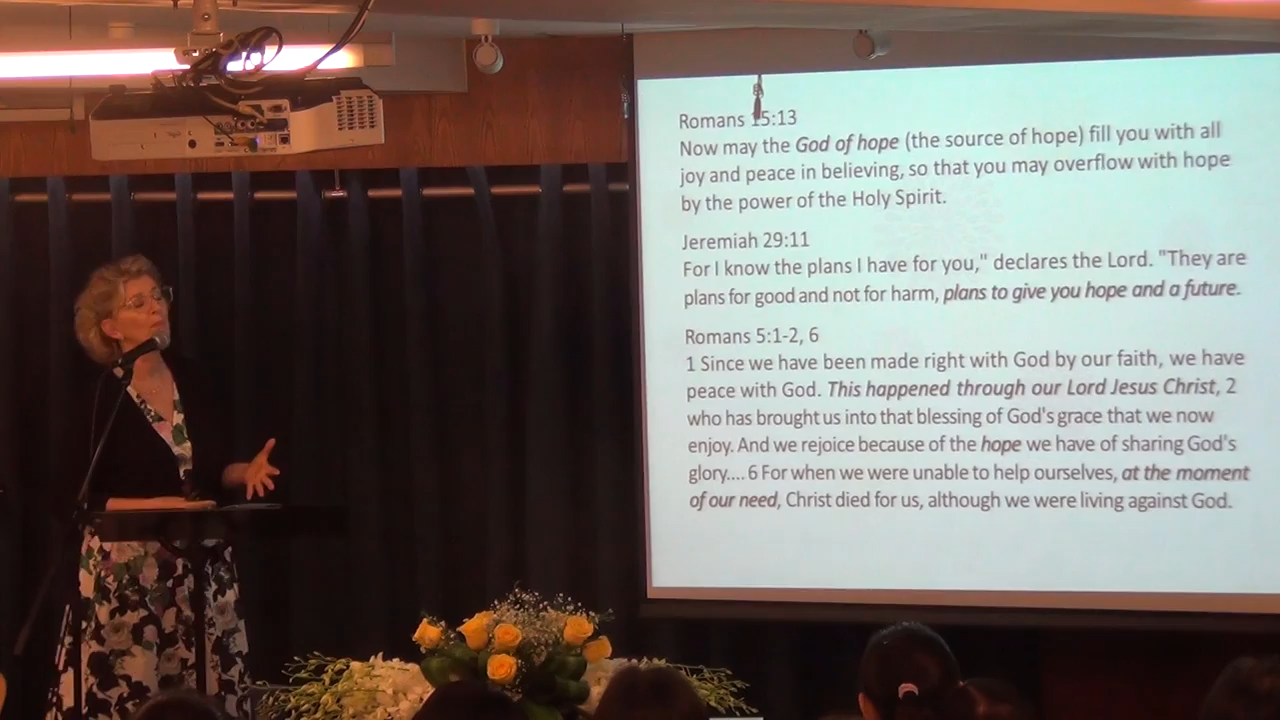 Romans 15:13
Now may the God of hope (the source of hope) fill you with all
joy and peace in believing, so that you may overflow with hope
by the power of the Holy Spirit.
Jeremiah 29:11
For I know the plans I have for you," declares the Lord. "They are
plans for good and not for harm, plans to give you hope and a future.
Romans 5:1-2, 6
1 Since we have been made right with God by our faith, we have
peace with God. This happened through our Lord Jesus Christ, 2
who has brought us into that blessing of God's grace that we now
enjoy. And we rejoice because of the hope we have of sharing God's
glory.... 6 For when we were unable to help ourselves, at the moment
of our need, Christ died for us, although we were living against God.